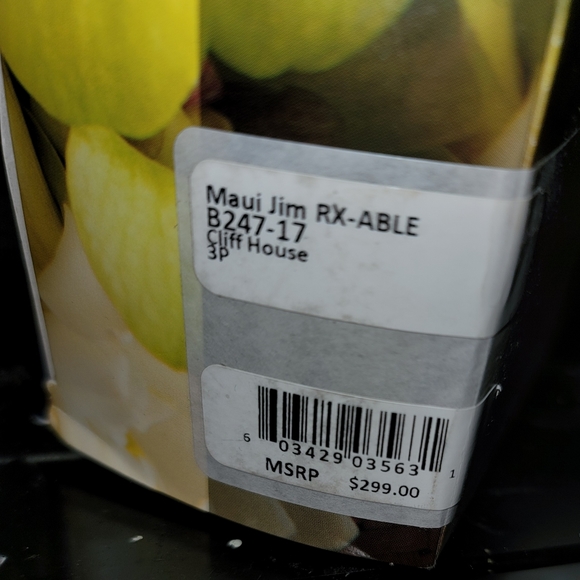 Maui Jim RX-ABLE
B247-17
Cliff House
3P
6 03429 03563 1
MSRP $299.00